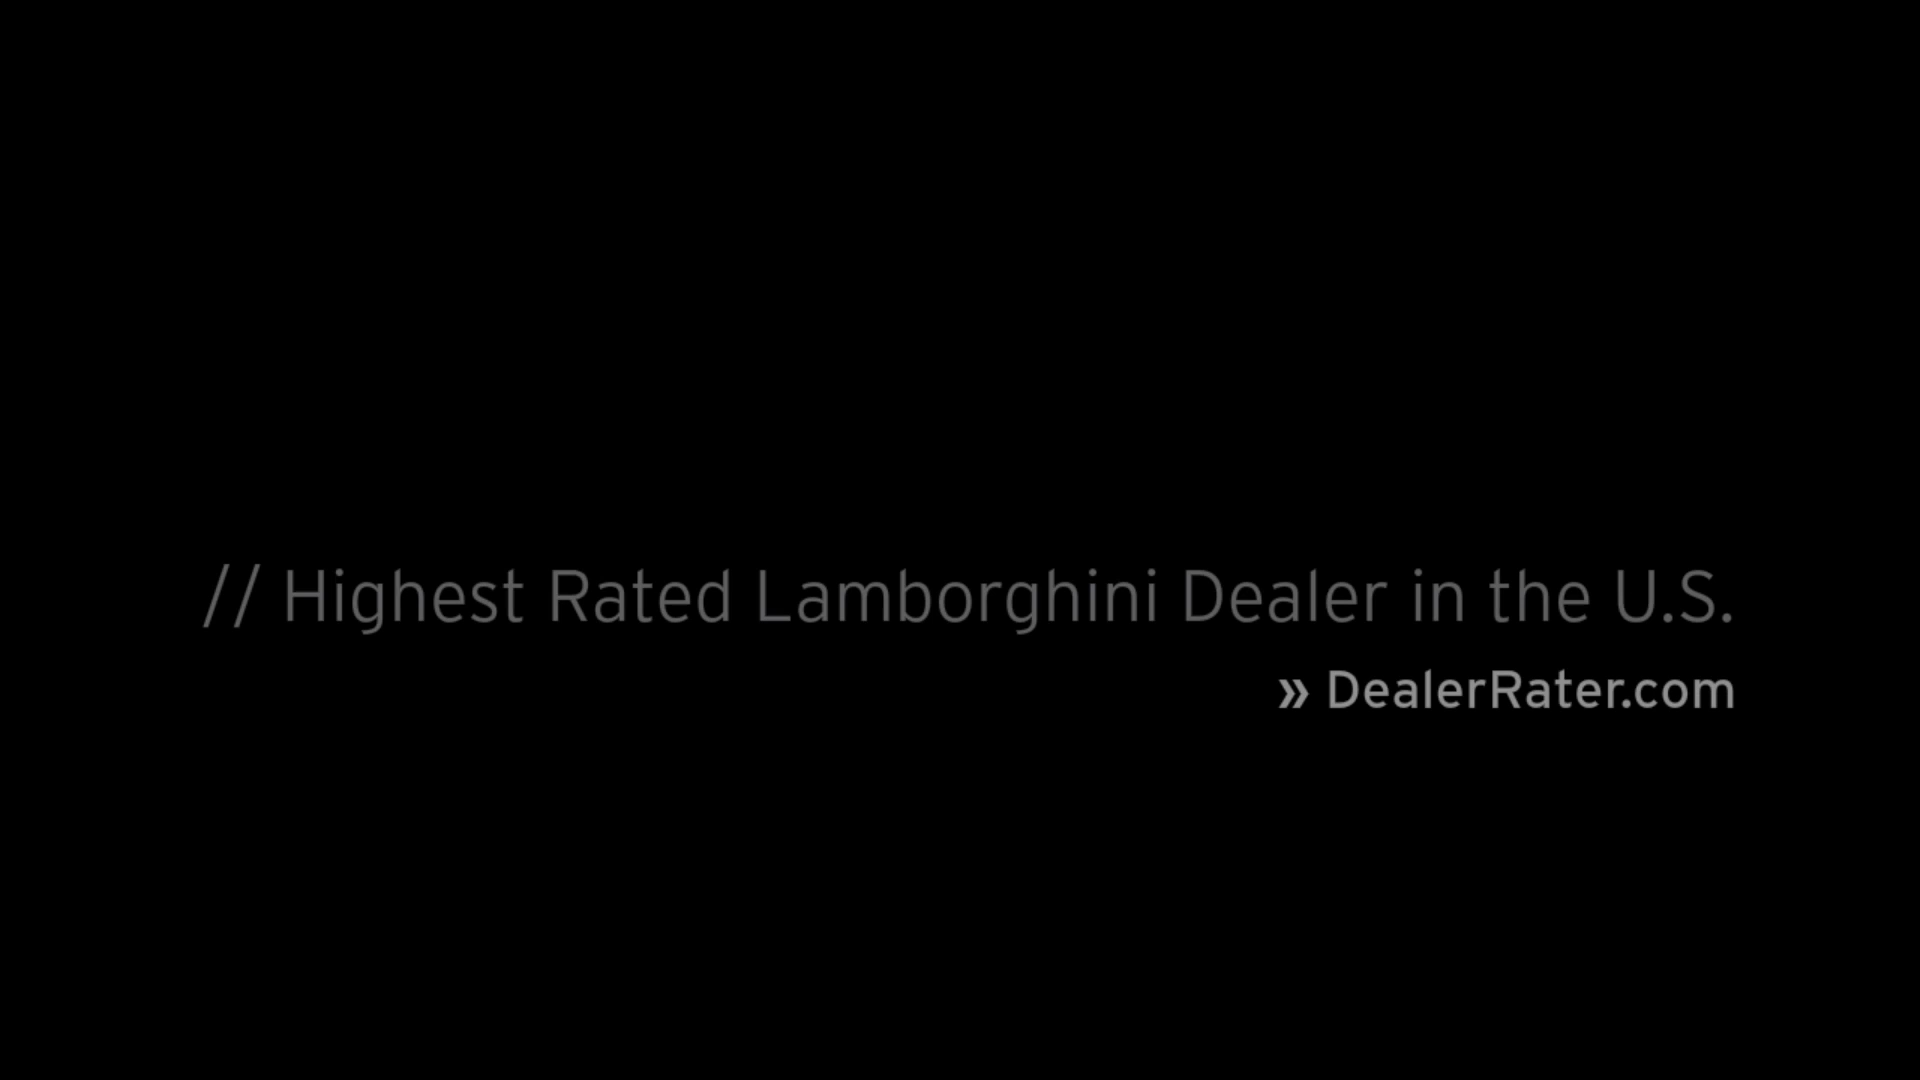 // Highest Rated Lamborghini Dealer in the U.S.
» DealerRater.com